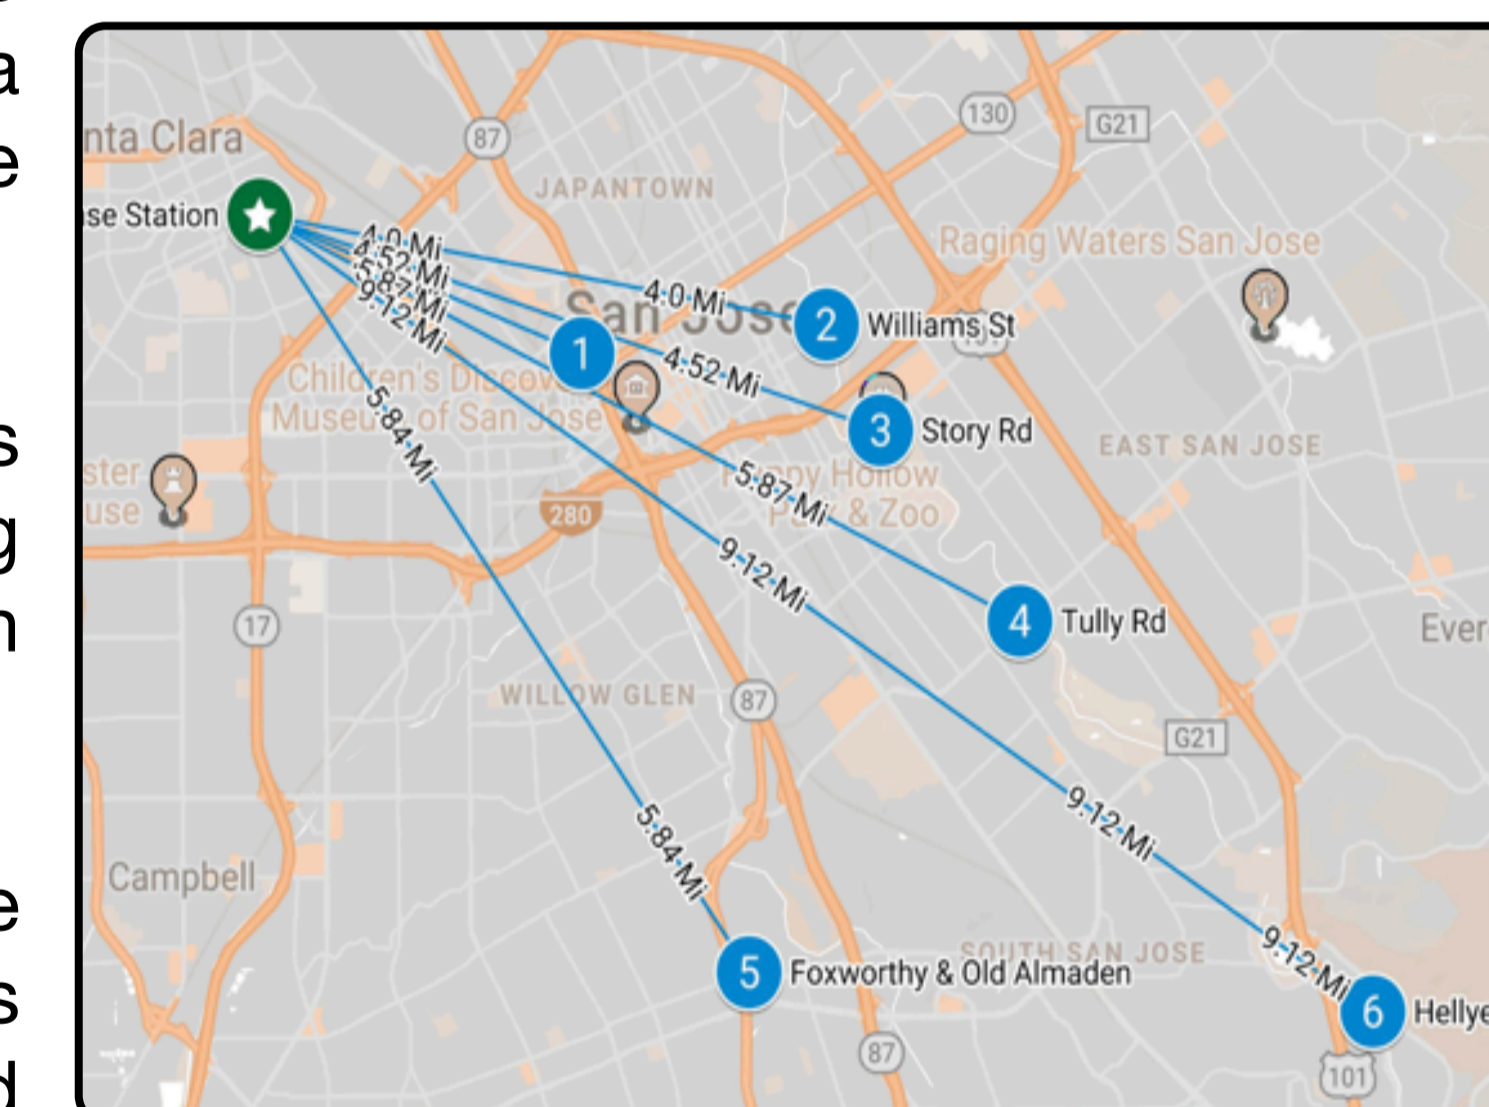 a
e
s
g
n
e
s
d
nta Clara
87
130
G21
JAPANTOWN
se Station
4.0 Mi
4.52 Mi
5.87 Mi
9.12 Mi
Raging Waters San Jose
4.0 Mi
San Jose
2 Williams St
1
4.52 Mi
Children's Discov
Museum of San Jose
5.84 Mi
3 Story Rd
EAST SAN JOSE
ster
use
5.87 Mi
Hollow
& Zoo
280
9.12 Mi
17
4 Tully Rd
Ever
WILLOW GLEN
87
G21
5.84 Mi
9.12 Mi
Campbell
SOUTH SAN JOSE
9.12 Mi
5 Foxworthy & Old Almaden
6 Hellye
87
101